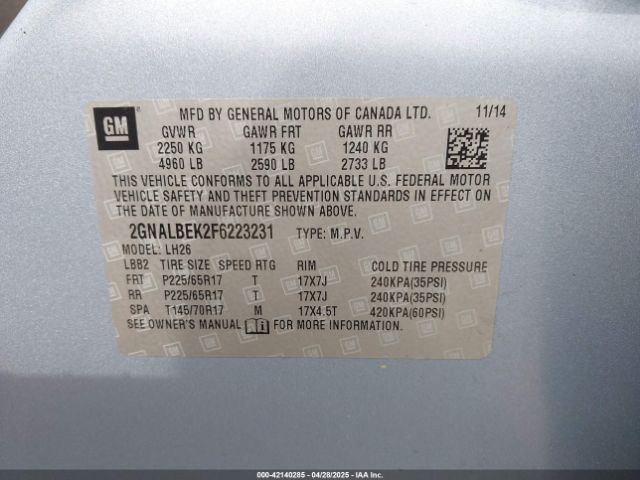 GM
MFD BY GENERAL MOTORS OF CANADA LTD. 11/14
GVWR GAWR FRT GAWR RR
2250 KG 1175 KG 1240 KG
4960 LB 2590 LB 2733 LB
THIS VEHICLE CONFORMS TO ALL APPLICABLE U.S. FEDERAL MOTOR
VEHICLE SAFETY AND THEFT PREVENTION STANDARDS IN EFFECT ON
THE DATE OF MANUFACTURE SHOWN ABOVE.
2GNALBEK2F6223231 TYPE: M.P.V.
MODEL: LH26
LBB2 TIRE SIZE SPEED RTG RIM COLD TIRE PRESSURE
FRT P225/65R17 T 17X7J 240KPA(35PSI)
RR P225/65R17 T 17X7J 240KPA(35PSI)
SPA T145/70R17 M 17X4.5T 420KPA(60PSI)
SEE OWNER'S MANUAL FOR MORE INFORMATION.
000-42140285 - 04/28/2025 - IAAI.COM